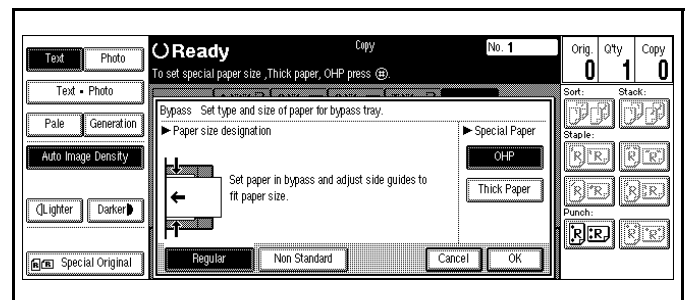 Text Photo
Text • Photo
Pale Generation
Auto Image Density
Lighter Darker
Special Original
Ready Copy No. 1
To set special paper size ,Thick paper, OHP press ⊕.
Bypass Set type and size of paper for bypass tray.
▶ Paper size designation
Set paper in bypass and adjust side guides to
fit paper size.
▶ Special Paper
OHP
Thick Paper
Regular Non Standard Cancel OK
Orig. Q'ty Copy
0 1 0
Sort: Stack:
Staple:
R R R R
R R R R
Punch:
R R R R